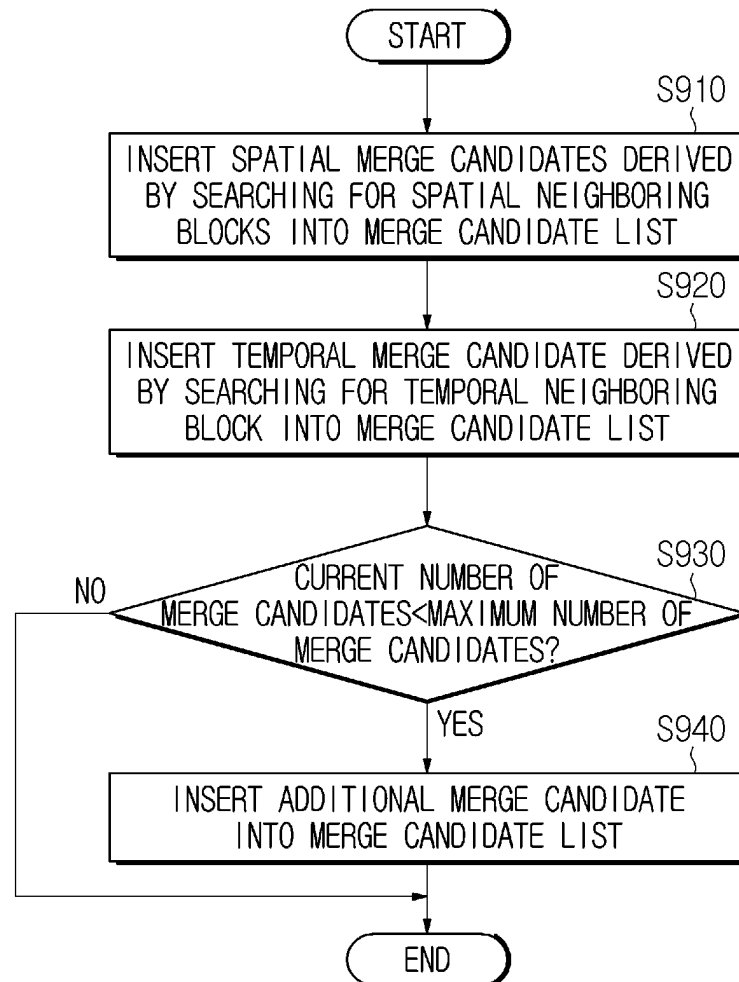 START
S910
INSERT SPATIAL MERGE CANDIDATES DERIVED
BY SEARCHING FOR SPATIAL NEIGHBORING
BLOCKS INTO MERGE CANDIDATE LIST
S920
INSERT TEMPORAL MERGE CANDIDATE DERIVED
BY SEARCHING FOR TEMPORAL NEIGHBORING
BLOCK INTO MERGE CANDIDATE LIST
S930
NO
CURRENT NUMBER OF
MERGE CANDIDATES<MAXIMUM NUMBER OF
MERGE CANDIDATES?
YES
S940
INSERT ADDITIONAL MERGE CANDIDATE
INTO MERGE CANDIDATE LIST
END